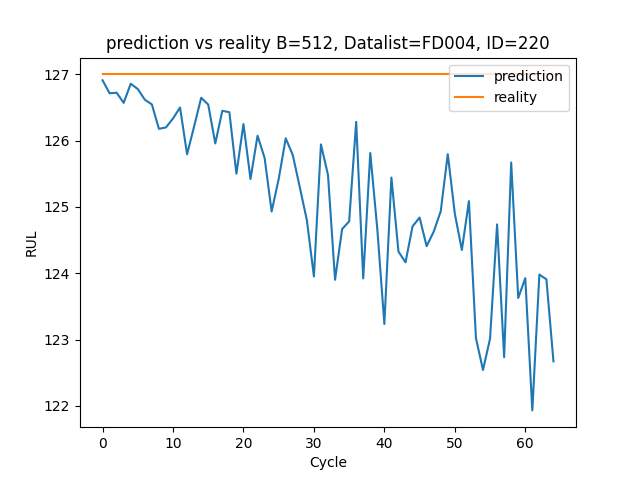 prediction vs reality B=512, Datalist=FD004, ID=220
prediction
reality
127
126
125
124
123
122
RUL
0 10 20 30 40 50 60
Cycle